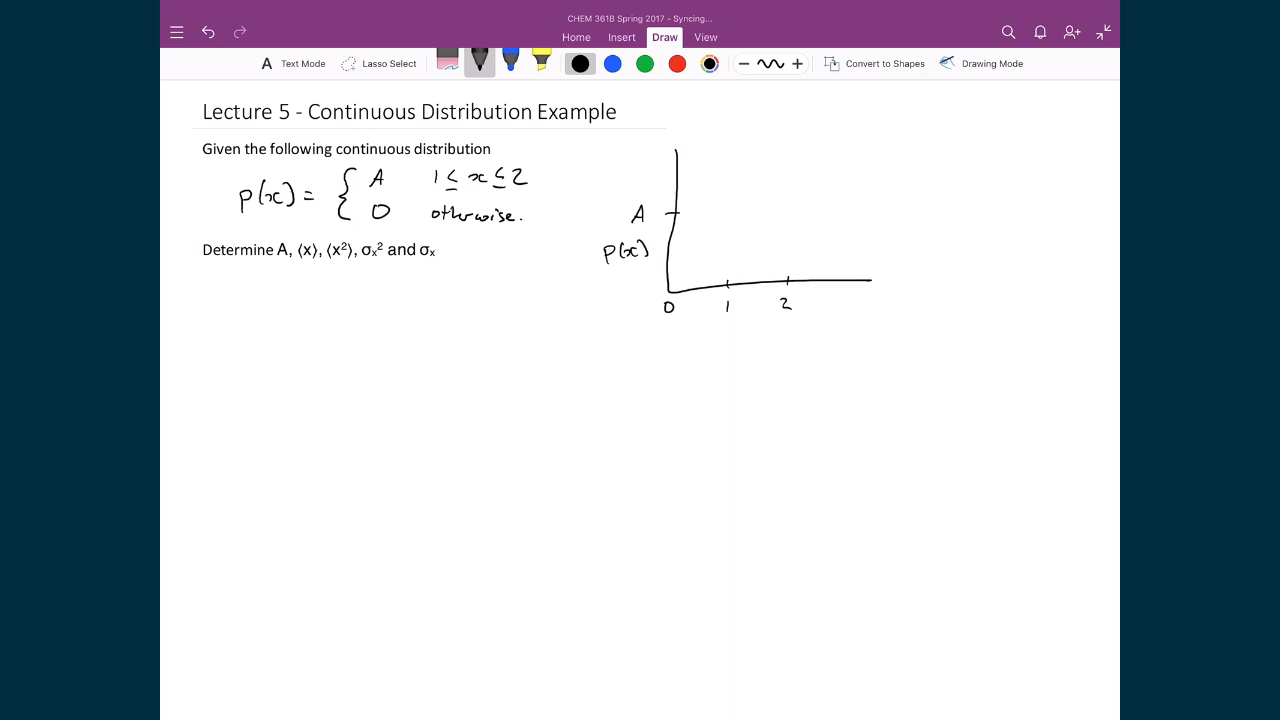 CHEM 361B Spring 2017 - Syncing...
Home Insert Draw View
A Text Mode Lasso Select Convert to Shapes Drawing Mode
Lecture 5 - Continuous Distribution Example
Given the following continuous distribution
p(x) = { A 1 ≤ x ≤ 2
0 otherwise.
Determine A, ⟨x⟩, ⟨x²⟩, σₓ² and σₓ
A
p(x)
0 1 2